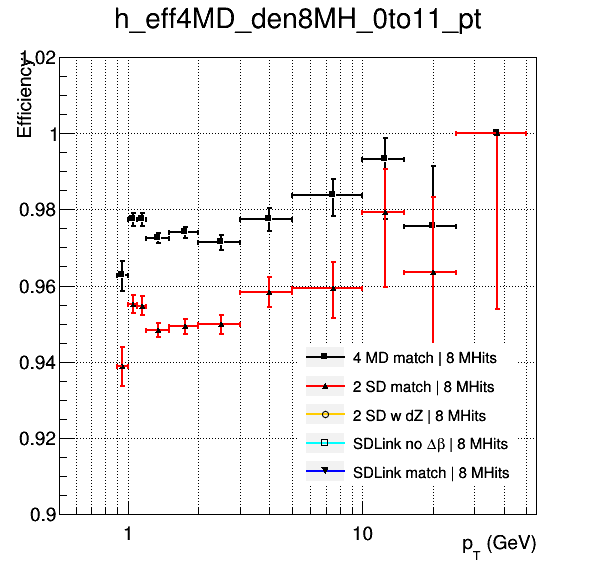 h_eff4MD_den8MH_0to11_pt
Efficiency
1.02
1
0.98
0.96
0.94
0.92
0.9
4 MD match | 8 MHits
2 SD match | 8 MHits
2 SD w dZ | 8 MHits
SDLink no Δβ | 8 MHits
SDLink match | 8 MHits
1
10
p_T (GeV)